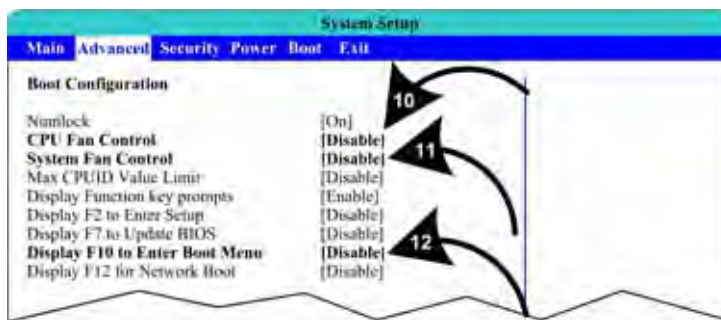 System Setup
Main Advanced Security Power Boot Exit
Boot Configuration
Numlock [On]
CPU Fan Control [Disable]
System Fan Control [Disable]
Max CPUID Value Limit [Disable]
Display Function key prompts [Enable]
Display F2 to Enter Setup [Disable]
Display F7 to Update BIOS [Disable]
Display F10 to Enter Boot Menu [Disable]
Display F12 for Network Boot [Disable]
10
11
12